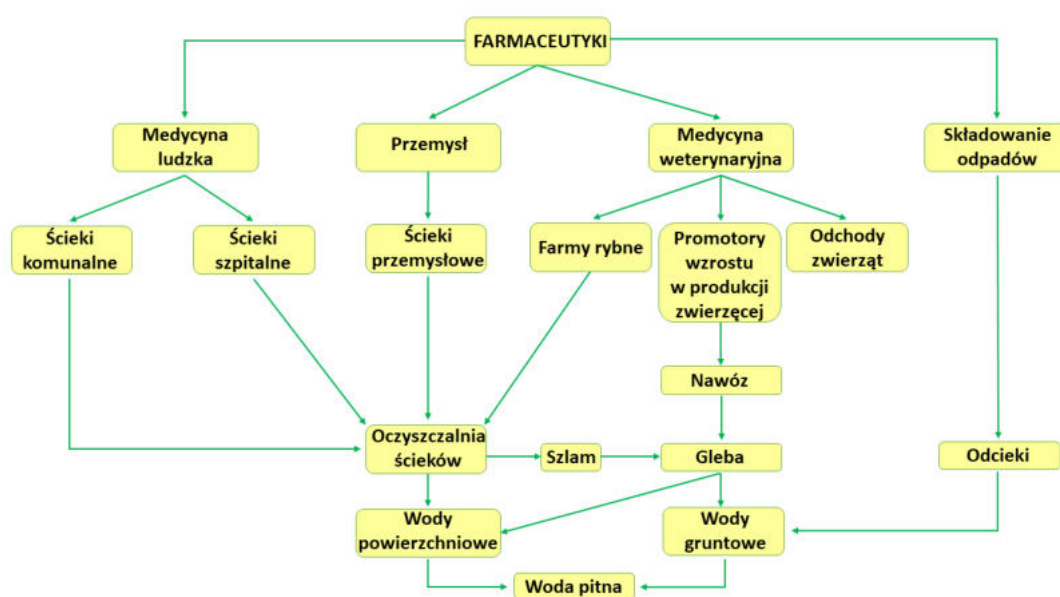 FARMACEUTYKI
Medycyna
ludzka
Przemysł
Medycyna
weterynaryjna
Składowanie
odpadów
Ścieki
komunalne
Ścieki
szpitalne
Ścieki
przemysłowe
Farmy rybne
Promotory
wzrostu
w produkcji
zwierzęcej
Odchody
zwierząt
Nawóz
Oczyszczalnia
ścieków
Szlam
Gleba
Odcieki
Wody
powierzchniowe
Wody
gruntowe
Woda pitna